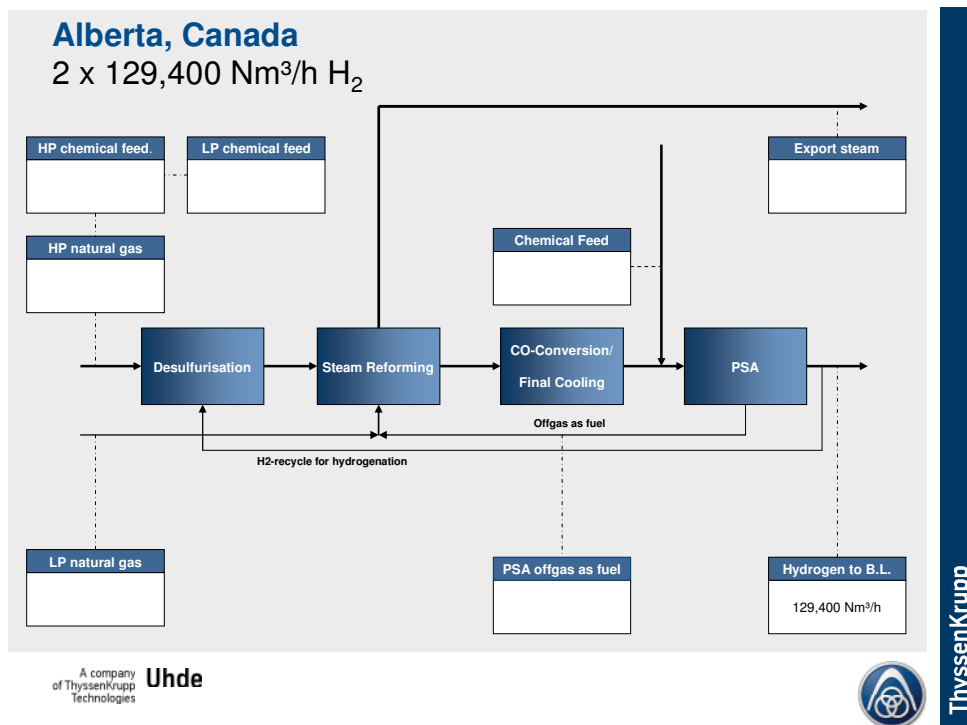 Alberta, Canada
2 x 129,400 Nm³/h H₂
HP chemical feed.
LP chemical feed
Export steam
HP natural gas
Chemical Feed
Desulfurisation
Steam Reforming
CO-Conversion/
Final Cooling
PSA
Offgas as fuel
H2-recycle for hydrogenation
LP natural gas
PSA offgas as fuel
Hydrogen to B.L.
129,400 Nm³/h
A company
of ThyssenKrupp
Technologies
Uhde
ThyssenKrupp